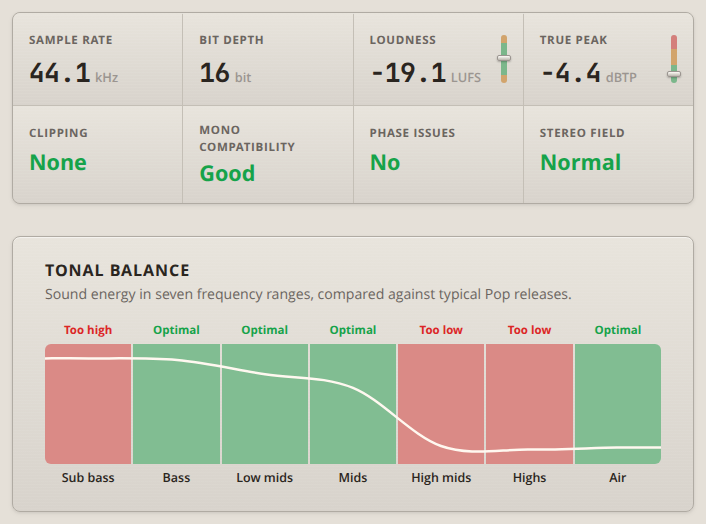 SAMPLE RATE
44.1 kHz
BIT DEPTH
16 bit
LOUDNESS
-19.1 LUFS
TRUE PEAK
-4.4 dBTP
CLIPPING
None
MONO
COMPATIBILITY
Good
PHASE ISSUES
No
STEREO FIELD
Normal
TONAL BALANCE
Sound energy in seven frequency ranges, compared against typical Pop releases.
Too high Optimal Optimal Optimal Too low Too low Optimal
Sub bass Bass Low mids Mids High mids Highs Air